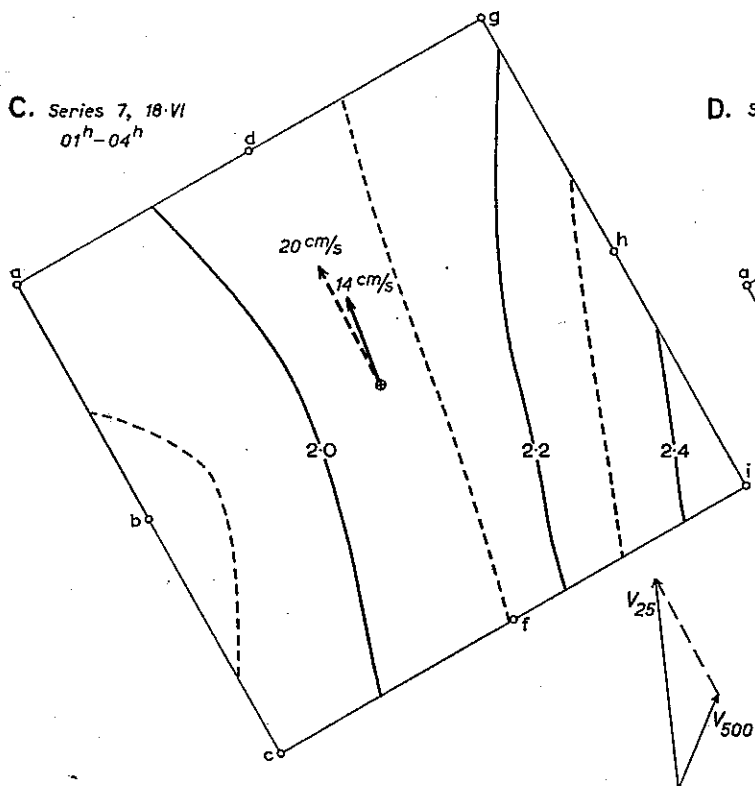 g
C. Series 7, 18·VI
01h–04h
D. S
d
h
a
a
20 cm/s
14 cm/s
2·0
2·2
2·4
i
b
f
V25
V500
c